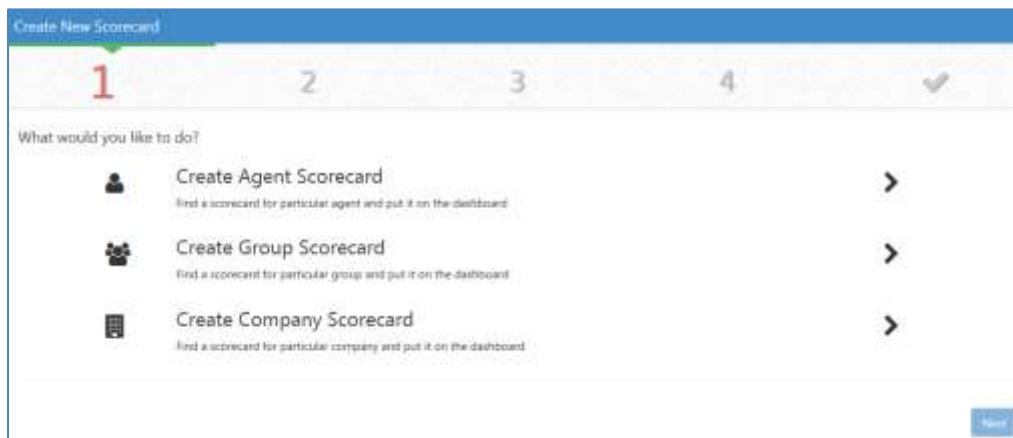 Create New Scorecard
1 2 3 4
What would you like to do?
Create Agent Scorecard
Find a scorecard for particular agent and put it on the dashboard
Create Group Scorecard
Find a scorecard for particular group and put it on the dashboard
Create Company Scorecard
Find a scorecard for particular company and put it on the dashboard
Next